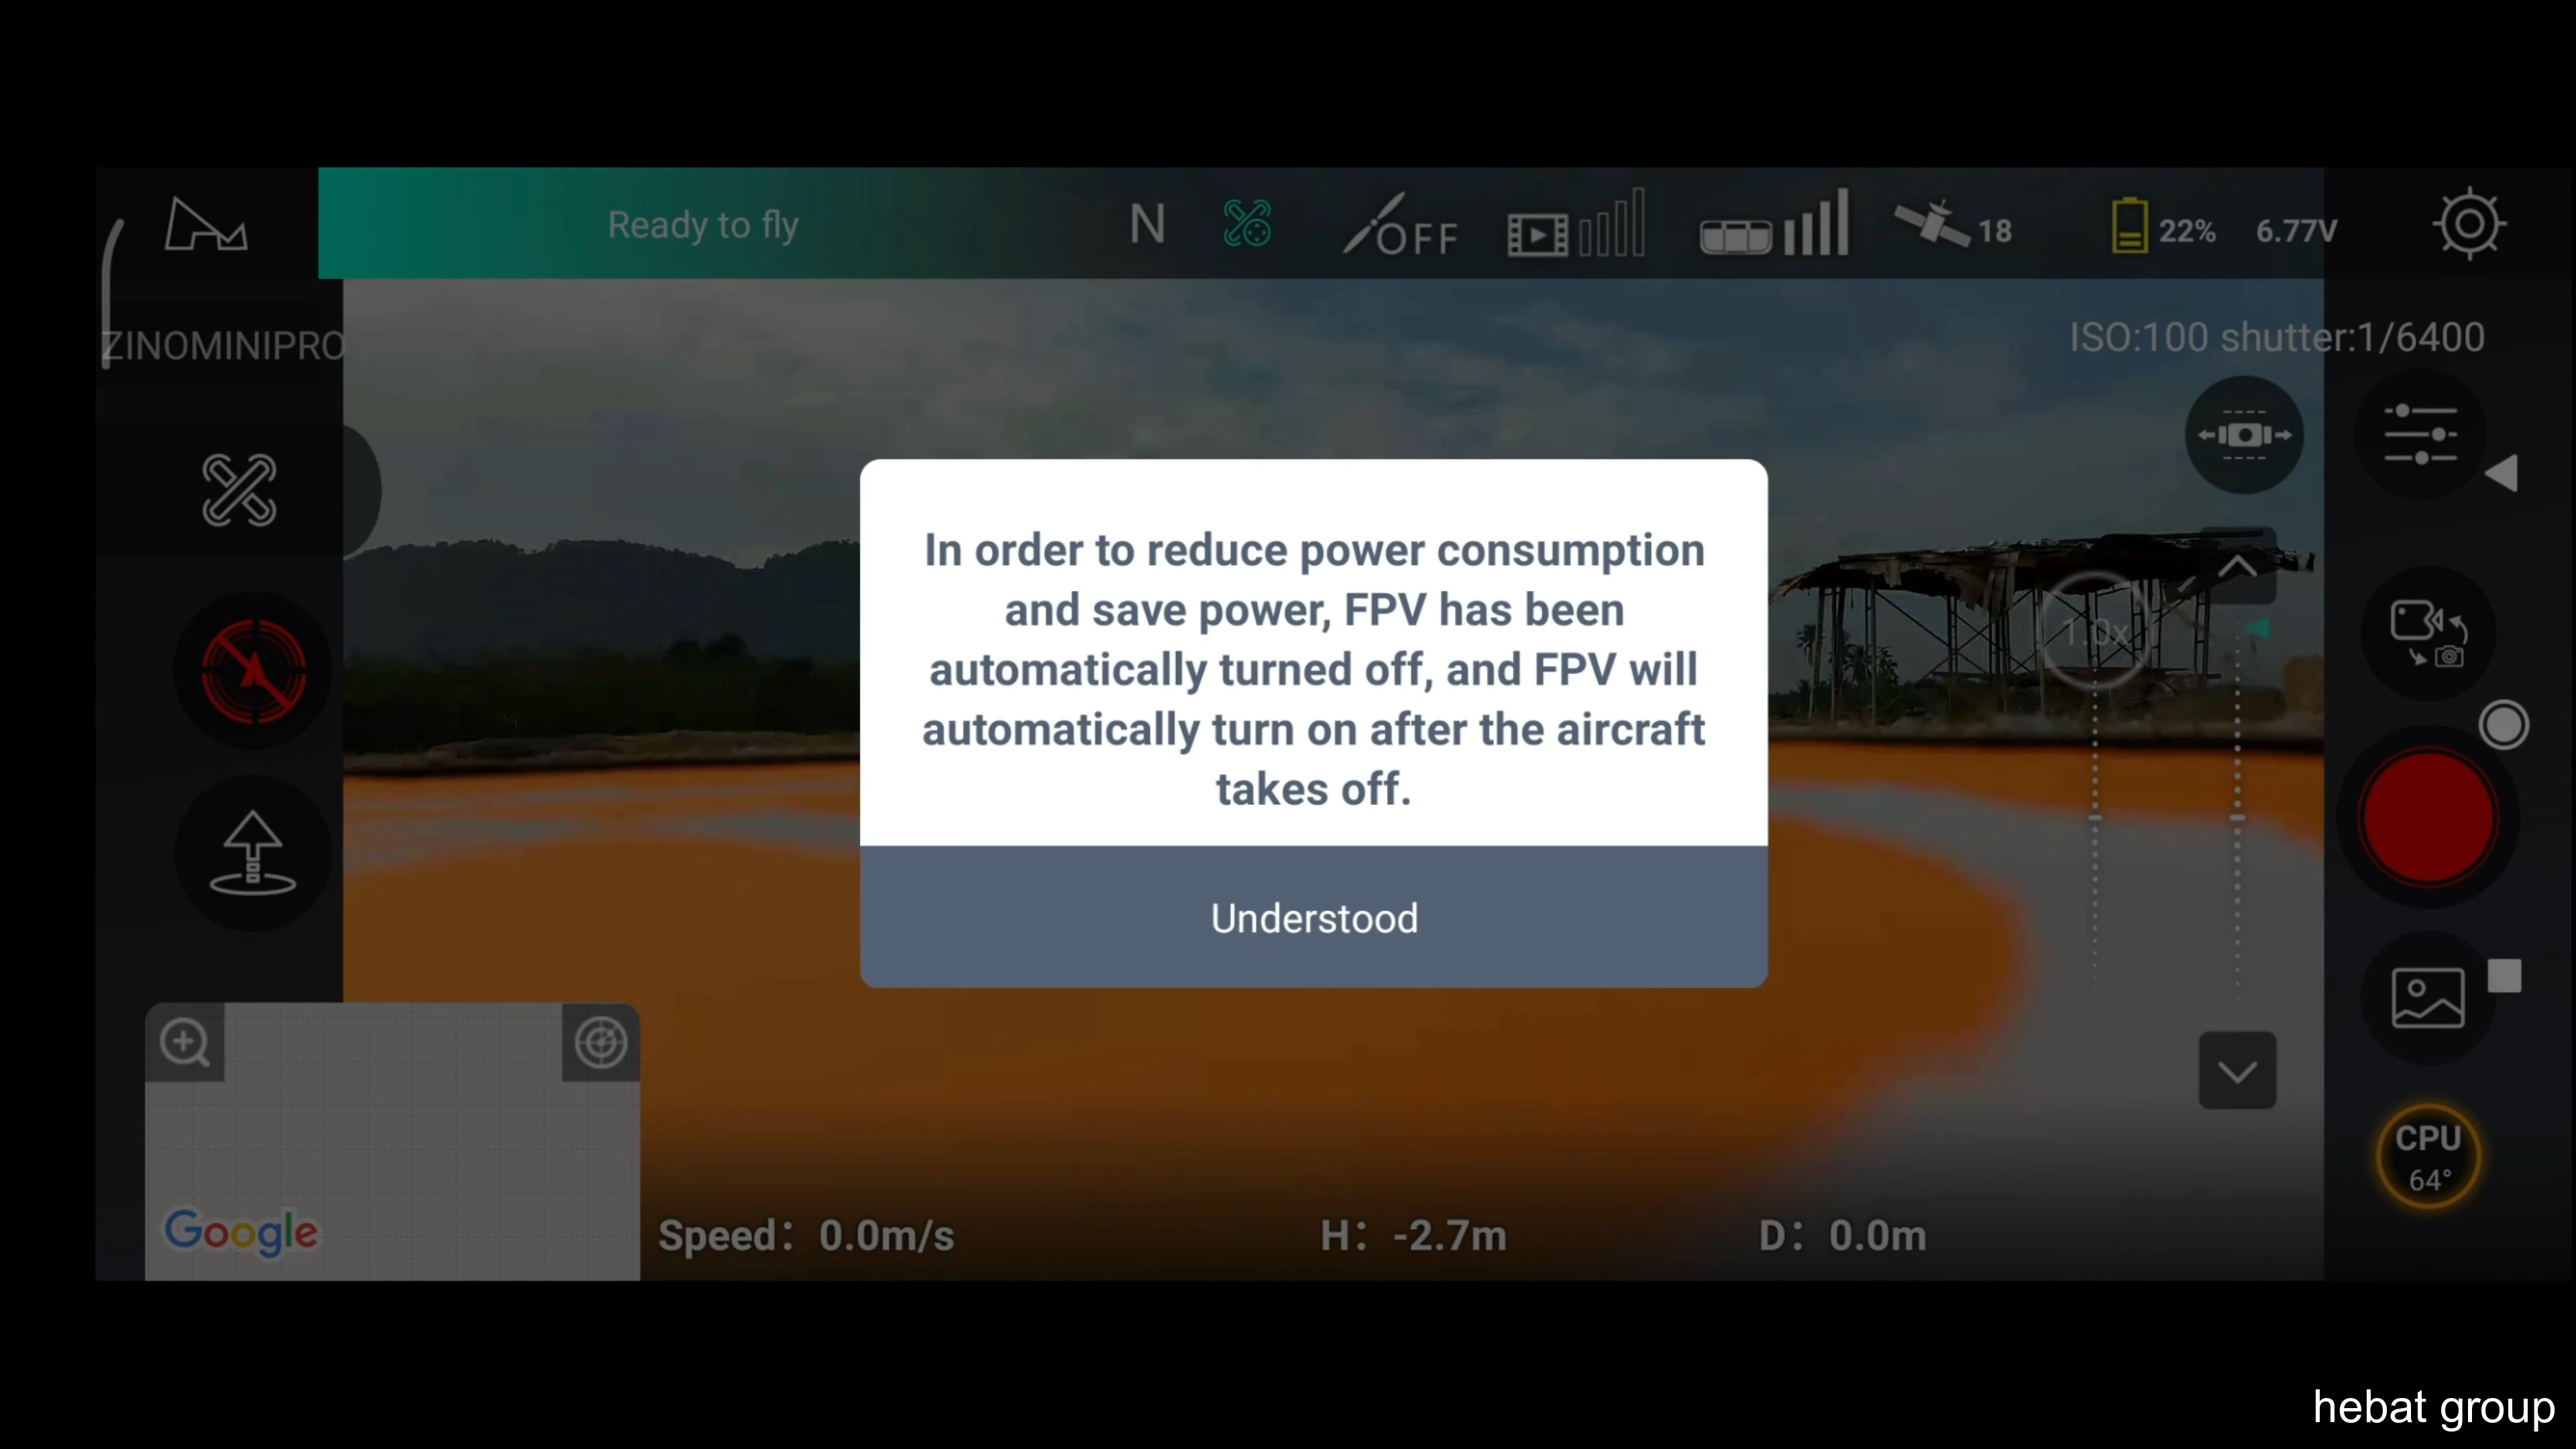 Ready to fly
N
OFF
18
22%
6.77V
ZINOMINIPRO
ISO:100 shutter:1/6400
In order to reduce power consumption
and save power, FPV has been
automatically turned off, and FPV will
automatically turn on after the aircraft
takes off.
1.0x
Understood
CPU
64°
Google
Speed: 0.0m/s
H: -2.7m
D: 0.0m
hebat group